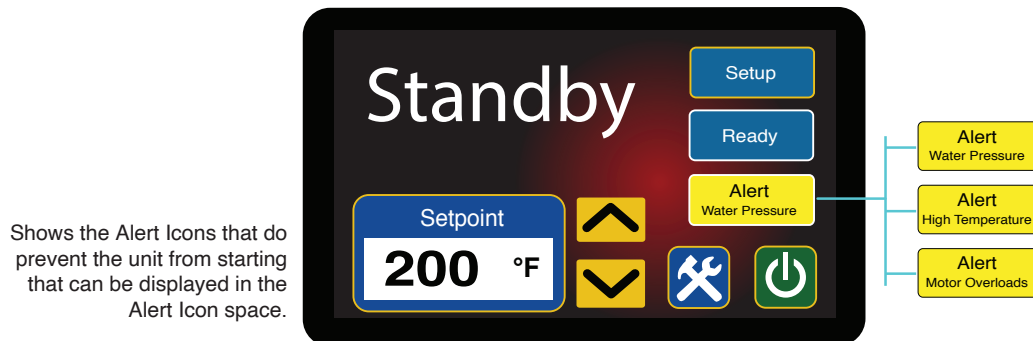 Standby
Setup
Ready
Alert
Water Pressure
Setpoint
200 °F
Alert
Water Pressure
Alert
High Temperature
Alert
Motor Overloads
Shows the Alert Icons that do
prevent the unit from starting
that can be displayed in the
Alert Icon space.